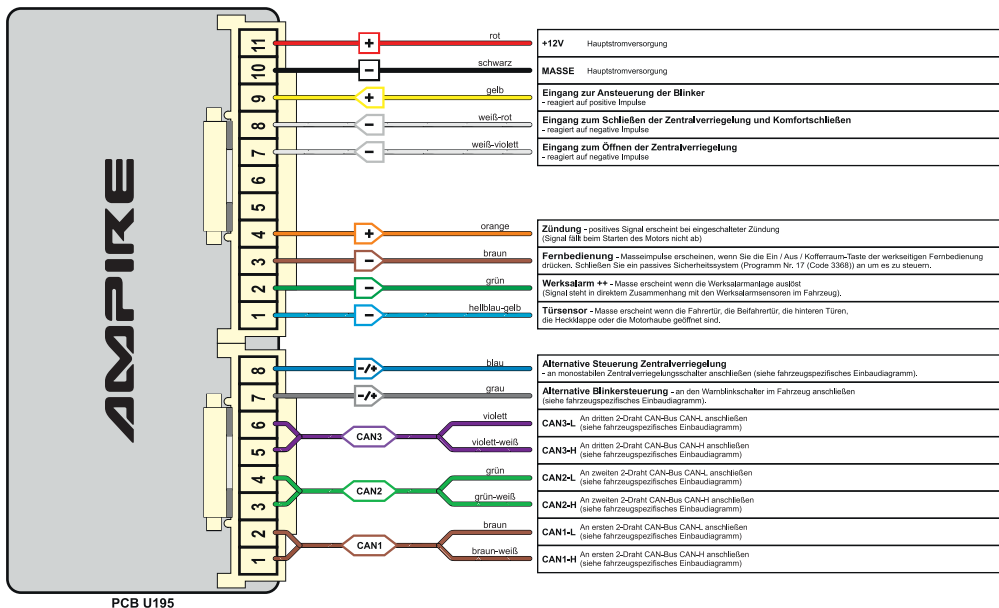 AMPIRE
PCB U195
11 + rot +12V Hauptstromversorgung
10 − schwarz MASSE Hauptstromversorgung
9 + gelb Eingang zur Ansteuerung der Blinker
- reagiert auf positive Impulse
8 − weiß-rot Eingang zum Schließen der Zentralverriegelung und Komfortschließen
- reagiert auf negative Impulse
7 − weiß-violett Eingang zum Öffnen der Zentralverriegelung
- reagiert auf negative Impulse
6
5
4 + orange Zündung - positives Signal erscheint bei eingeschalteter Zündung
(Signal fällt beim Starten des Motors nicht ab)
3 − braun Fernbedienung - Masseimpulse erscheinen, wenn Sie die Ein / Aus / Kofferraum-Taste der werkseitigen Fernbedienung
drücken. Schließen Sie ein passives Sicherheitssystem (Programm Nr. 17 (Code 3368)) an um es zu steuern.
2 − grün Werksalarm ++ - Masse erscheint wenn die Werksalarmanlage auslöst
(Signal steht in direktem Zusammenhang mit den Werksalarmsensoren im Fahrzeug).
1 − hellblau-gelb Türsensor - Masse erscheint wenn die Fahrertür, die Beifahrertür, die hinteren Türen,
die Heckklappe oder die Motorhaube geöffnet sind.
8 −/+ blau Alternative Steuerung Zentralverriegelung
- an monostabilen Zentralverriegelungsschalter anschließen (siehe fahrzeugspezifisches Einbaudiagramm).
7 −/+ grau Alternative Blinkersteuerung - an den Warnblinkschalter im Fahrzeug anschließen
(siehe fahrzeugspezifisches Einbaudiagramm).
6 CAN3 violett CAN3-L An dritten 2-Draht CAN-Bus CAN-L anschließen
(siehe fahrzeugspezifisches Einbaudiagramm)
5 violett-weiß CAN3-H An dritten 2-Draht CAN-Bus CAN-H anschließen
(siehe fahrzeugspezifisches Einbaudiagramm)
4 CAN2 grün CAN2-L An zweiten 2-Draht CAN-Bus CAN-L anschließen
(siehe fahrzeugspezifisches Einbaudiagramm)
3 grün-weiß CAN2-H An zweiten 2-Draht CAN-Bus CAN-H anschließen
(siehe fahrzeugspezifisches Einbaudiagramm)
2 CAN1 braun CAN1-L An ersten 2-Draht CAN-Bus CAN-L anschließen
(siehe fahrzeugspezifisches Einbaudiagramm)
1 braun-weiß CAN1-H An ersten 2-Draht CAN-Bus CAN-H anschließen
(siehe fahrzeugspezifisches Einbaudiagramm)